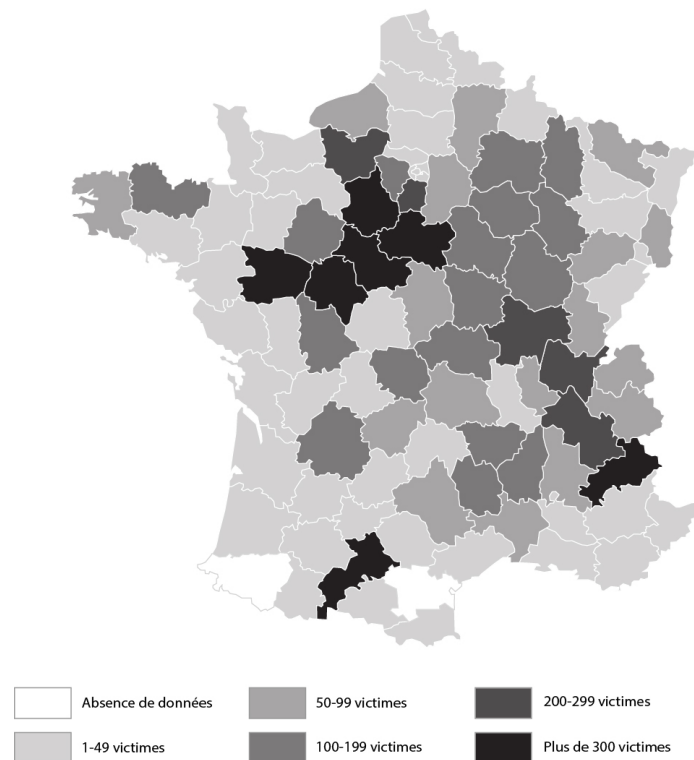 Absence de données
50-99 victimes
200-299 victimes
1-49 victimes
100-199 victimes
Plus de 300 victimes